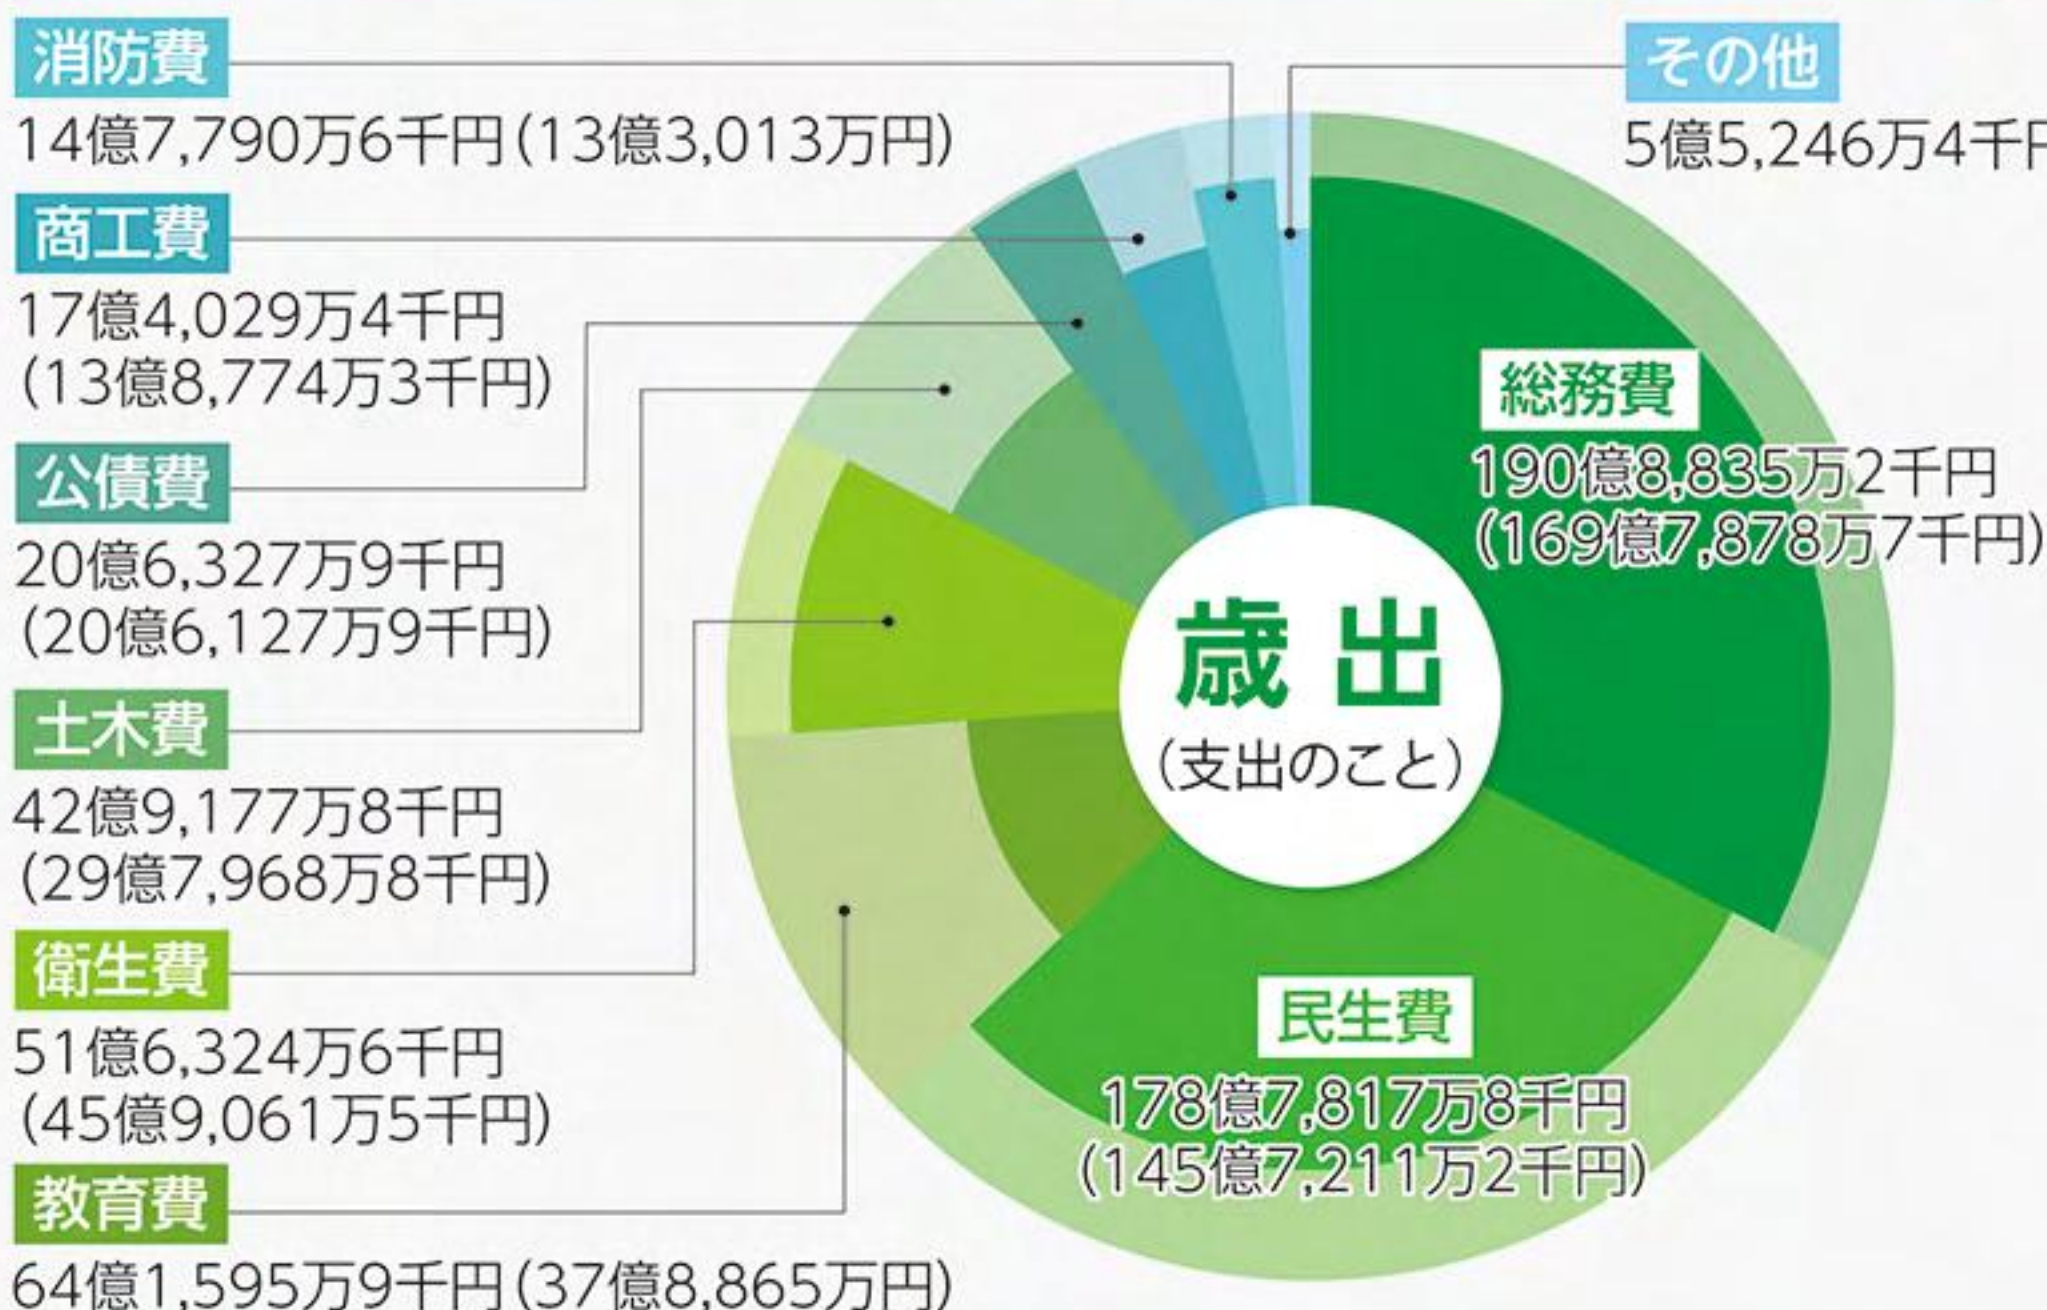 消防費
14億7,790万6千円(13億3,013万円)
商工費
17億4,029万4千円
(13億8,774万3千円)
公債費
20億6,327万9千円
(20億6,127万9千円)
土木費
42億9,177万8千円
(29億7,968万8千円)
衛生費
51億6,324万6千円
(45億9,061万5千円)
教育費
64億1,595万9千円(37億8,865万円)
その他
5億5,246万4千円
総務費
190億8,835万2千円
(169億7,878万7千円)
歳出
(支出のこと)
民生費
178億7,817万8千円
(145億7,211万2千円)